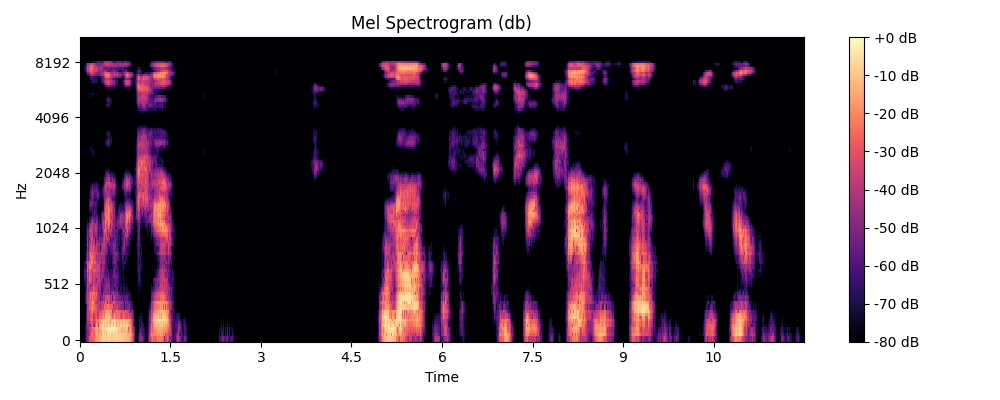 Mel Spectrogram (db)
8192
4096
2048
1024
512
0
Hz
0 1.5 3 4.5 6 7.5 9 10
Time
+0 dB
-10 dB
-20 dB
-30 dB
-40 dB
-50 dB
-60 dB
-70 dB
-80 dB